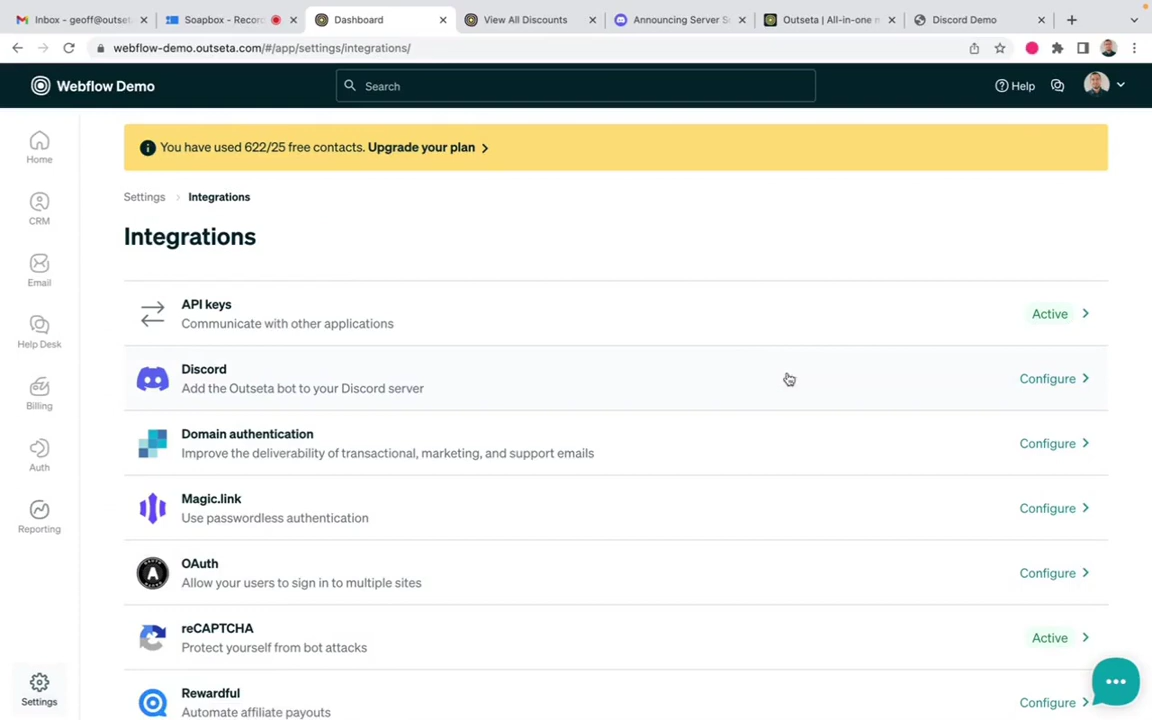 Inbox - geoff@outset
Soapbox - Record
Dashboard
View All Discounts
Announcing Server S
Outseta | All-in-one m
Discord Demo
webflow-demo.outseta.com/#/app/settings/integrations/
Webflow Demo
Search
Help
You have used 622/25 free contacts. Upgrade your plan
Home
CRM
Email
Help Desk
Billing
Auth
Reporting
Settings
Settings > Integrations
Integrations
API keys
Communicate with other applications
Active
Discord
Add the Outseta bot to your Discord server
Configure
Domain authentication
Improve the deliverability of transactional, marketing, and support emails
Configure
Magic.link
Use passwordless authentication
Configure
OAuth
Allow your users to sign in to multiple sites
Configure
reCAPTCHA
Protect yourself from bot attacks
Active
Rewardful
Automate affiliate payouts
Configure